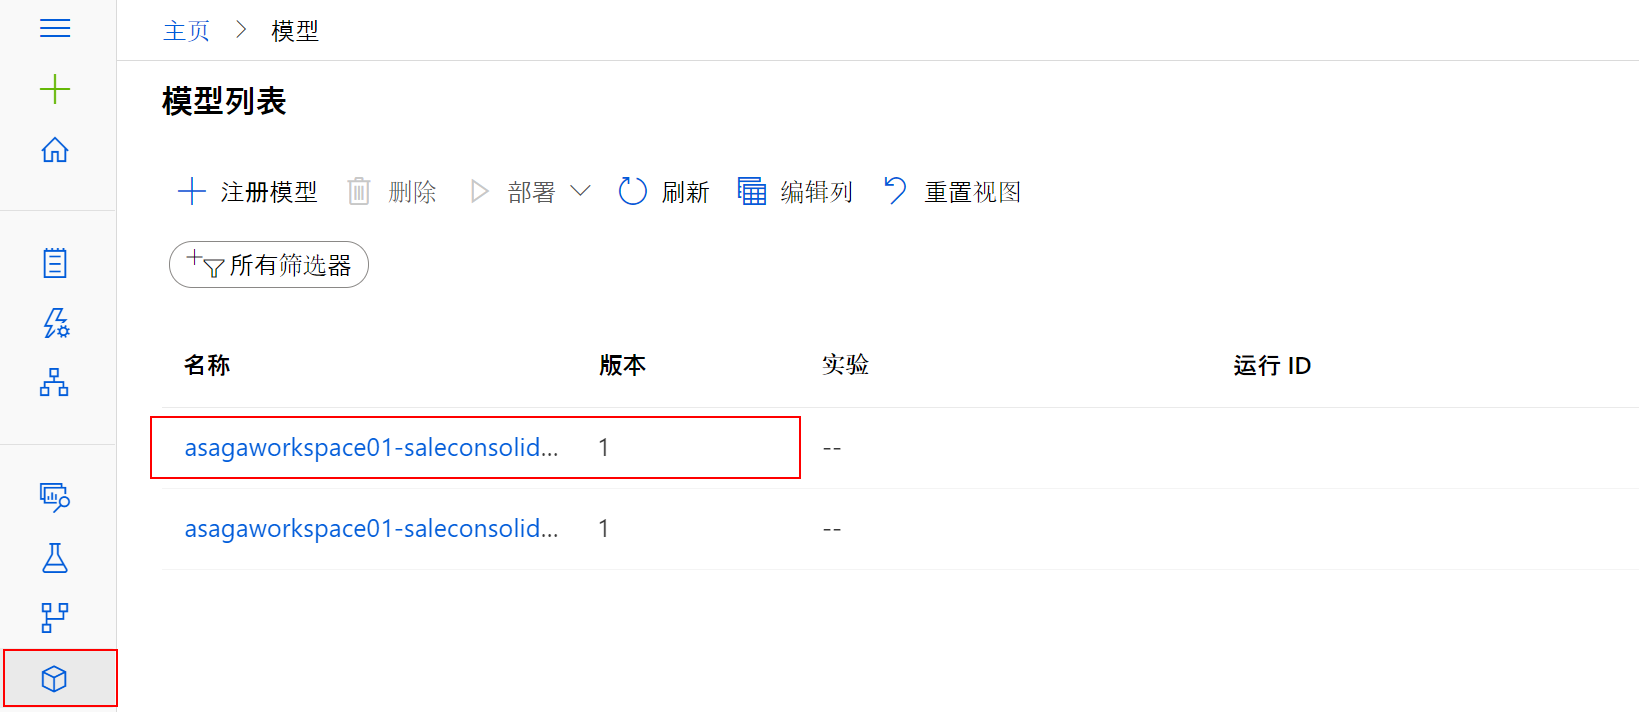 主页 > 模型
模型列表
注册模型 删除 部署 刷新 编辑列 重置视图
所有筛选器
名称 版本 实验 运行 ID
asagaworkspace01-saleconsolid... 1 --
asagaworkspace01-saleconsolid... 1 --